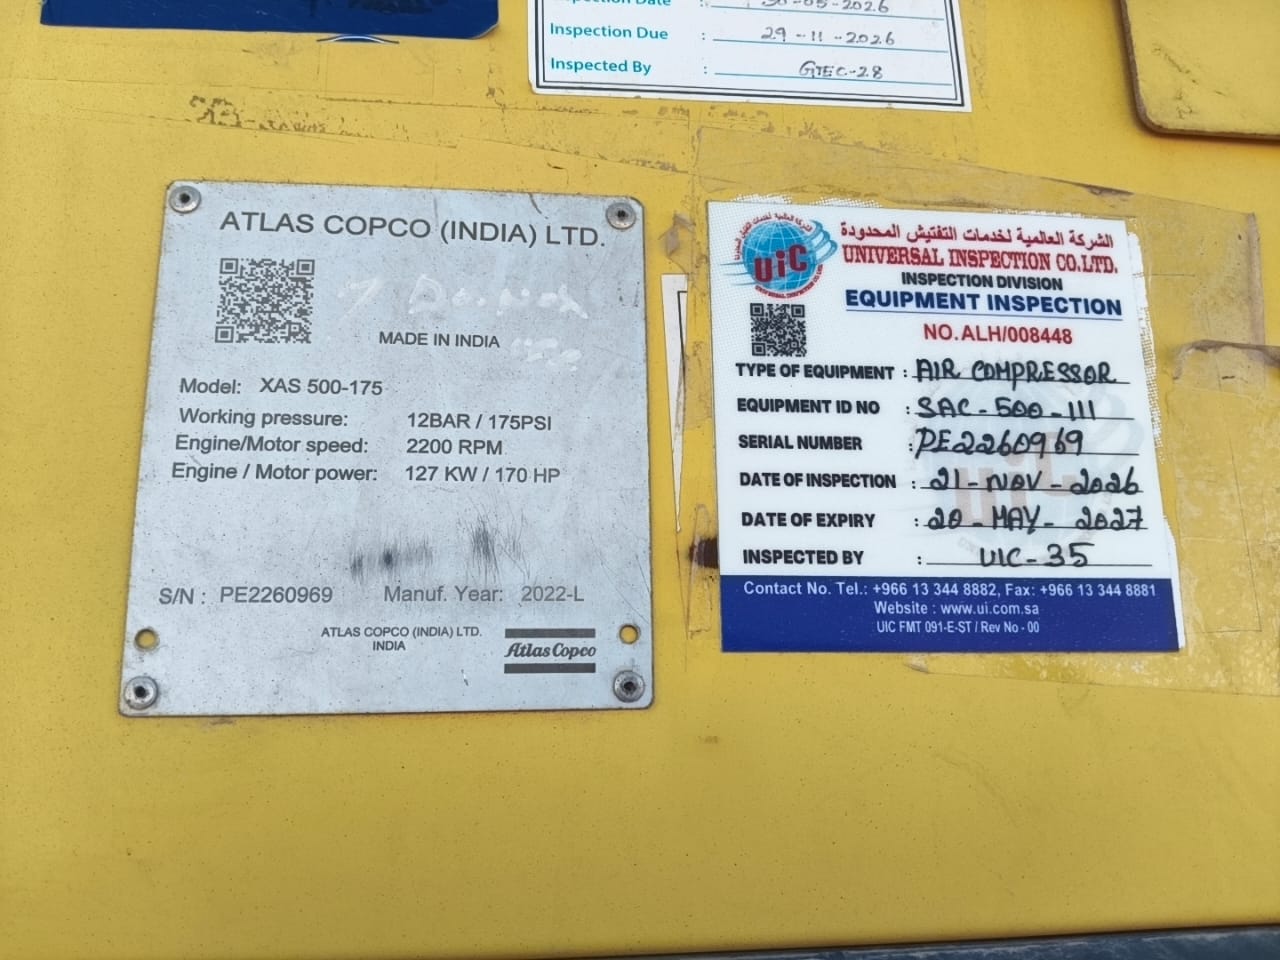 Inspection Date : 30-05-2026
Inspection Due : 29-11-2026
Inspected By : GTEC-28
ATLAS COPCO (INDIA) LTD.
MADE IN INDIA
Model: XAS 500-175
Working pressure: 12BAR / 175PSI
Engine/Motor speed: 2200 RPM
Engine / Motor power: 127 KW / 170 HP
S/N : PE2260969 Manuf. Year: 2022-L
ATLAS COPCO (INDIA) LTD.
INDIA
Atlas Copco
الشركة العالمية لخدمات التفتيش المحدودة
UiC
UNIVERSAL INSPECTION CO.LTD.
INSPECTION DIVISION
EQUIPMENT INSPECTION
NO.ALH/008448
TYPE OF EQUIPMENT : AIR COMPRESSOR
EQUIPMENT ID NO : SAC-500-111
SERIAL NUMBER : PE2260969
DATE OF INSPECTION : 21-NOV-2026
DATE OF EXPIRY : 20-MAY-2027
INSPECTED BY : UIC-35
Contact No. Tel.: +966 13 344 8882, Fax: +966 13 344 8881
Website : www.ui.com.sa
UIC FMT 091-E-ST / Rev No - 00